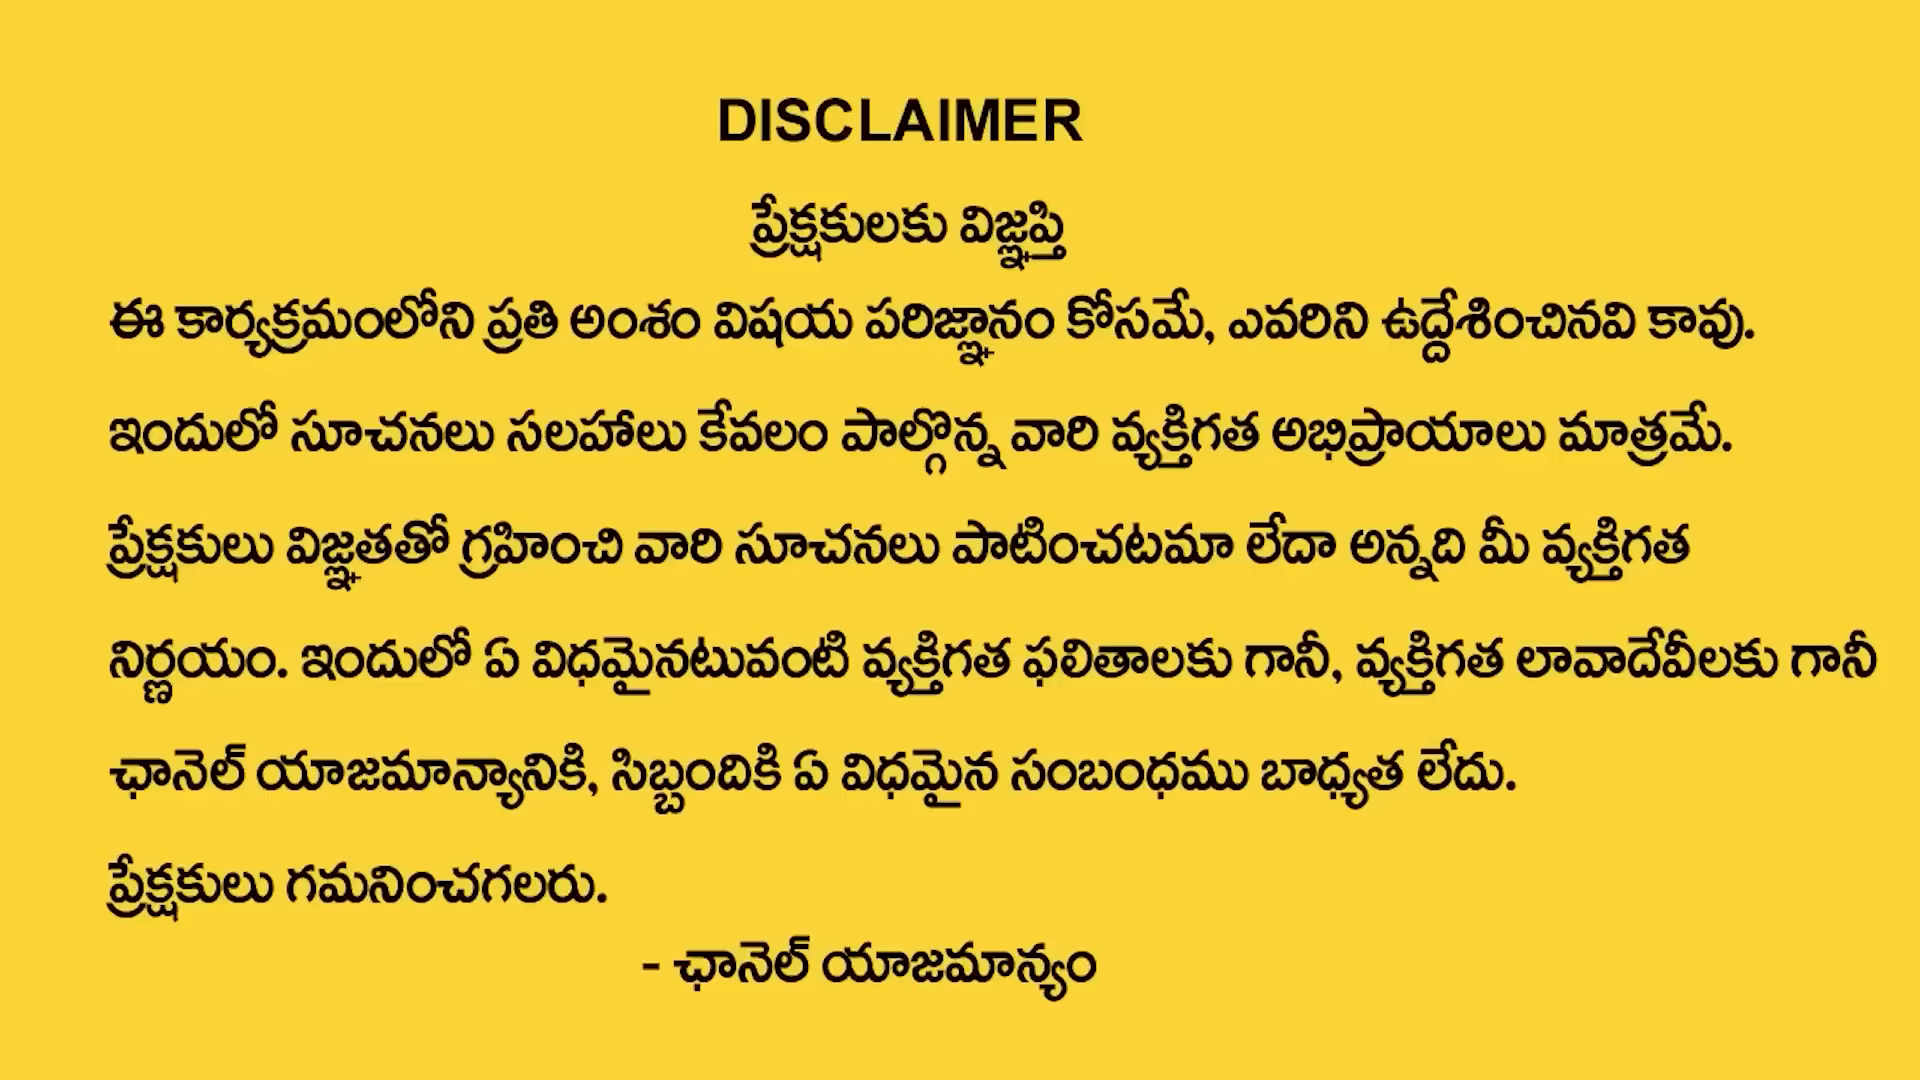 DISCLAIMER
ప్రేక్షకులకు విజ్ఞప్తి
ఈ కార్యక్రమంలోని ప్రతి అంశం విషయ పరిజ్ఞానం కోసమే, ఎవరిని ఉద్దేశించినవి కావు.
ఇందులో సూచనలు సలహాలు కేవలం పాల్గొన్న వారి వ్యక్తిగత అభిప్రాయాలు మాత్రమే.
ప్రేక్షకులు విజ్ఞతతో గ్రహించి వారి సూచనలు పాటించటమా లేదా అన్నది మీ వ్యక్తిగత
నిర్ణయం. ఇందులో ఏ విధమైనటువంటి వ్యక్తిగత ఫలితాలకు గానీ, వ్యక్తిగత లావాదేవీలకు గానీ
ఛానెల్ యాజమాన్యానికి, సిబ్బందికి ఏ విధమైన సంబంధము బాధ్యత లేదు.
ప్రేక్షకులు గమనించగలరు.
- ఛానెల్ యాజమాన్యం